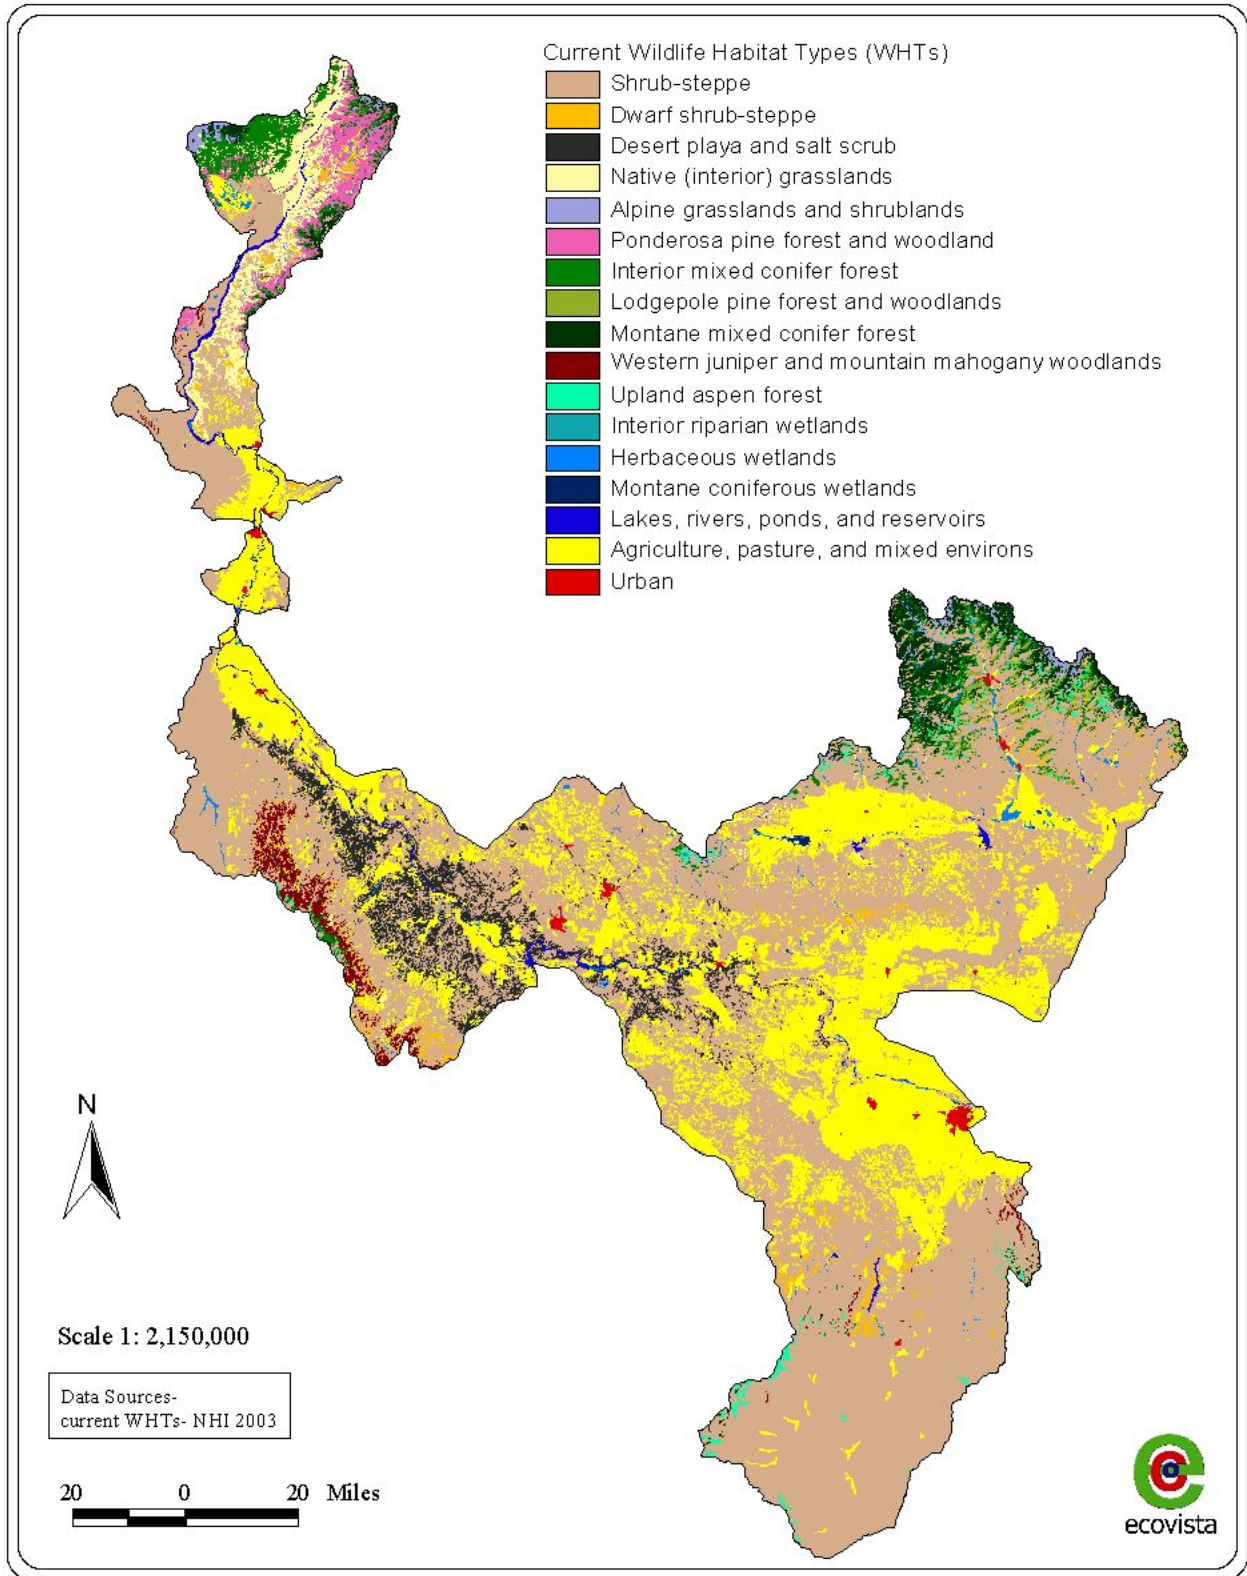 Current Wildlife Habitat Types (WHTs)
Shrub-steppe
Dwarf shrub-steppe
Desert playa and salt scrub
Native (interior) grasslands
Alpine grasslands and shrublands
Ponderosa pine forest and woodland
Interior mixed conifer forest
Lodgepole pine forest and woodlands
Montane mixed conifer forest
Western juniper and mountain mahogany woodlands
Upland aspen forest
Interior riparian wetlands
Herbaceous wetlands
Montane coniferous wetlands
Lakes, rivers, ponds, and reservoirs
Agriculture, pasture, and mixed environs
Urban
N
Scale 1: 2,150,000
Data Sources-
current WHTs- NHI 2003
20 0 20 Miles
ecovista